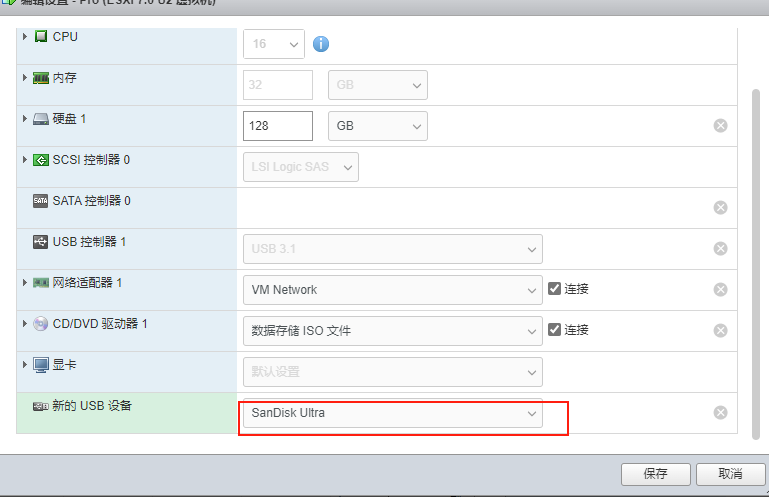 编辑设置 - Pro (ESXi 7.0 U2 虚拟机)
CPU 16
内存 32 GB
硬盘 1 128 GB
SCSI 控制器 0 LSI Logic SAS
SATA SATA 控制器 0
USB 控制器 1 USB 3.1
网络适配器 1 VM Network 连接
CD/DVD 驱动器 1 数据存储 ISO 文件 连接
显卡 默认设置
新的 USB 设备 SanDisk Ultra
保存 取消